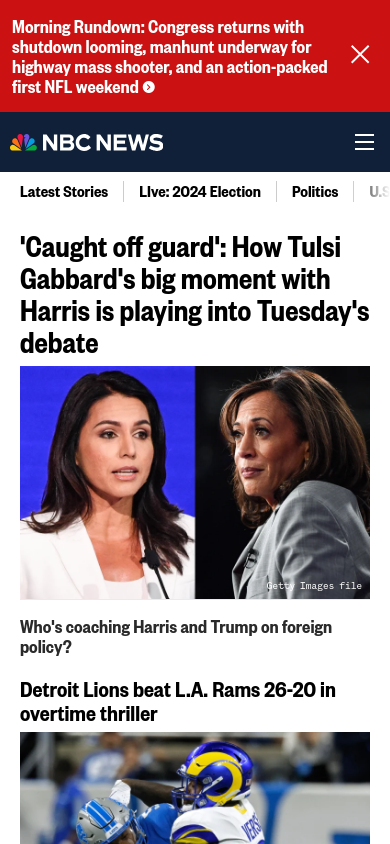 Morning Rundown: Congress returns with
shutdown looming, manhunt underway for
highway mass shooter, and an action-packed
first NFL weekend
NBC NEWS
Latest Stories
Live: 2024 Election
Politics
U.S
'Caught off guard': How Tulsi
Gabbard's big moment with
Harris is playing into Tuesday's
debate
Getty Images file
Who's coaching Harris and Trump on foreign
policy?
Detroit Lions beat L.A. Rams 26-20 in
overtime thriller